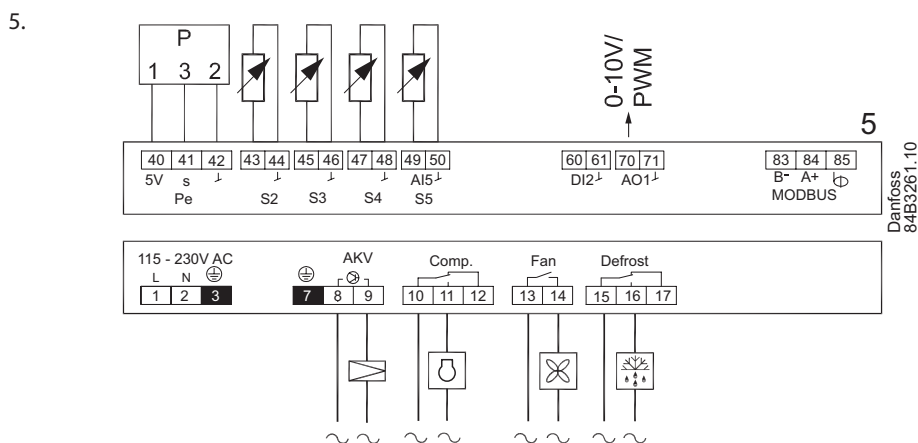 5.
P
1 3 2
0-10V/
PWM
5
40 41 42 43 44 45 46 47 48 49 50 60 61 70 71 83 84 85
5V s AI5 DI2 AO1 B- A+
Pe S2 S3 S4 S5 MODBUS
Danfoss
84B3261.10
115 - 230V AC AKV Comp. Fan Defrost
L N
1 2 3 7 8 9 10 11 12 13 14 15 16 17